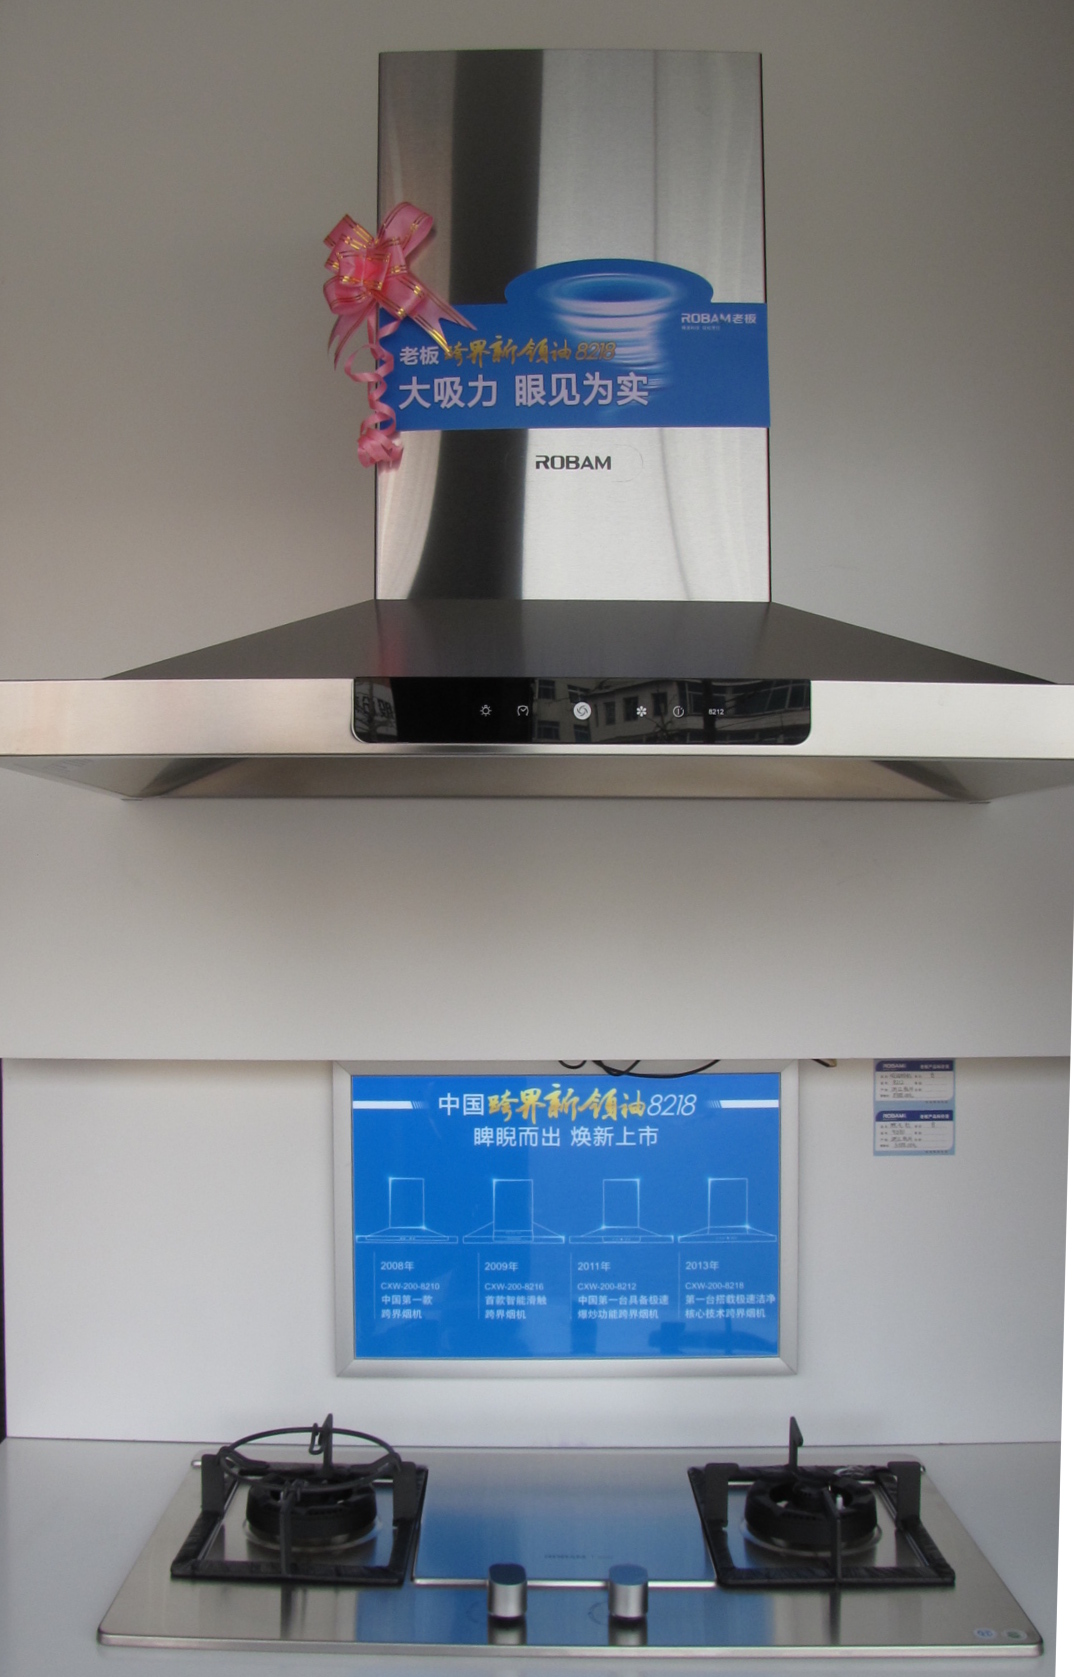 ROBAM老板
老板 跨界新领袖 8218
大吸力 眼见为实
ROBAM
8212
中国跨界新领袖8218
睥睨而出 焕新上市
2008年
CXW-200-8210
中国第一款
跨界烟机
2009年
CXW-200-8216
首款智能滑触
跨界烟机
2011年
CXW-200-8212
中国第一台具备极速
爆炒功能跨界烟机
2013年
CXW-200-8218
第一台搭载极速洁净
核心技术跨界烟机
ROBAM
ROBAM
ROBAM